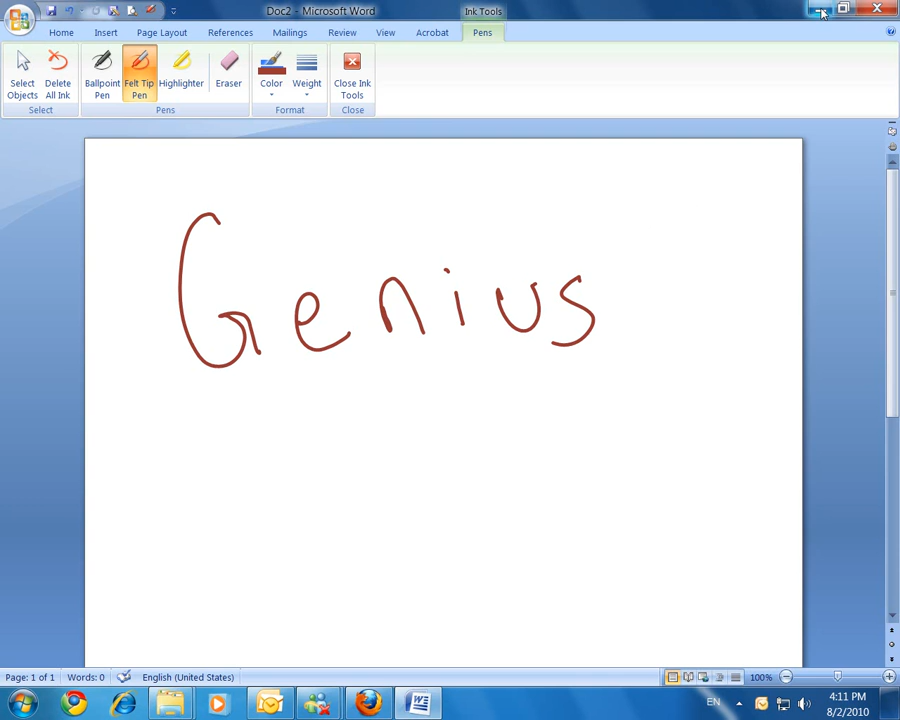 Doc2 - Microsoft Word
Ink Tools
Home Insert Page Layout References Mailings Review View Acrobat Pens
Select Objects
Delete All Ink
Ballpoint Pen
Felt Tip Pen
Highlighter
Eraser
Color
Weight
Close Ink Tools
Select Pens Format Close
Genius
Page: 1 of 1 Words: 0 English (United States) 100%
EN 4:11 PM
8/2/2010